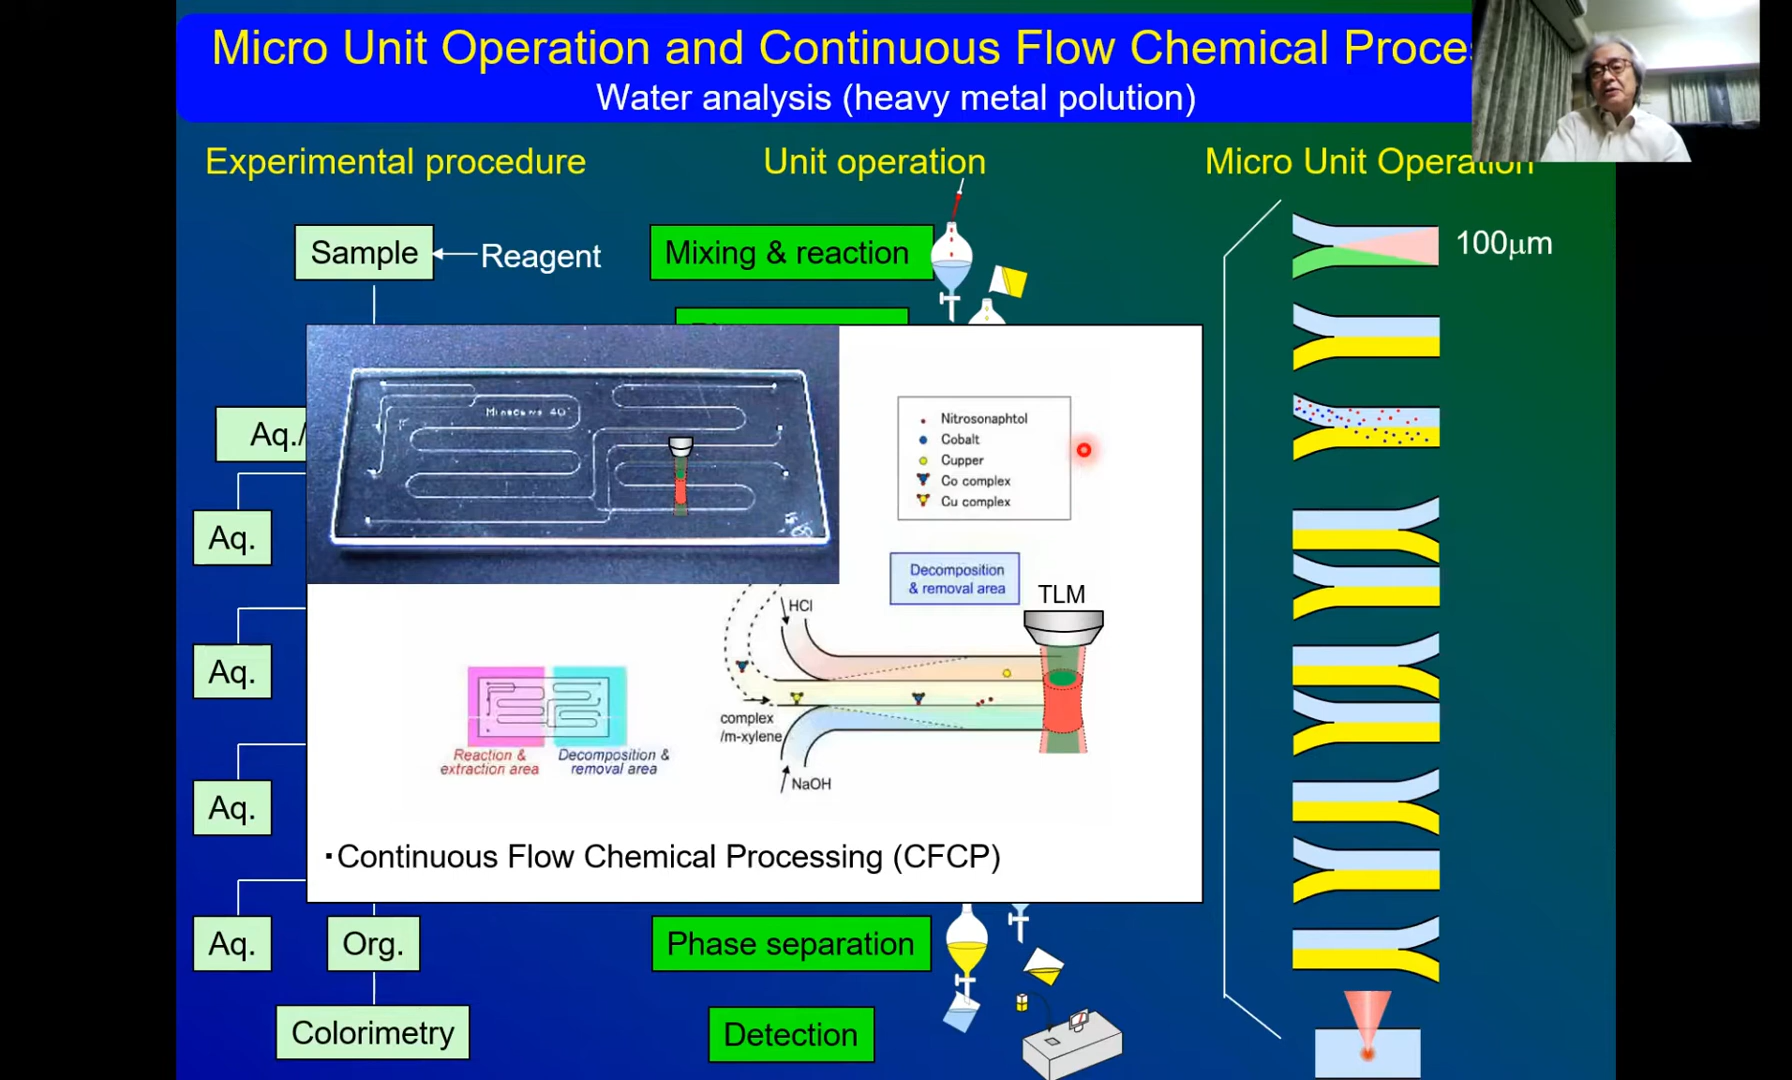 Micro Unit Operation and Continuous Flow Chemical Proces
Water analysis (heavy metal polution)
Experimental procedure
Unit operation
Micro Unit Operation
Sample
Reagent
Mixing & reaction
100μm
Aq./
Nitrosonaphtol
Cobalt
Cupper
Co complex
Cu complex
Aq.
Decomposition
& removal area
TLM
HCl
Aq.
complex
/m-xylene
Reaction &
extraction area
Decomposition &
removal area
NaOH
Aq.
・Continuous Flow Chemical Processing (CFCP)
Aq.
Org.
Phase separation
Colorimetry
Detection